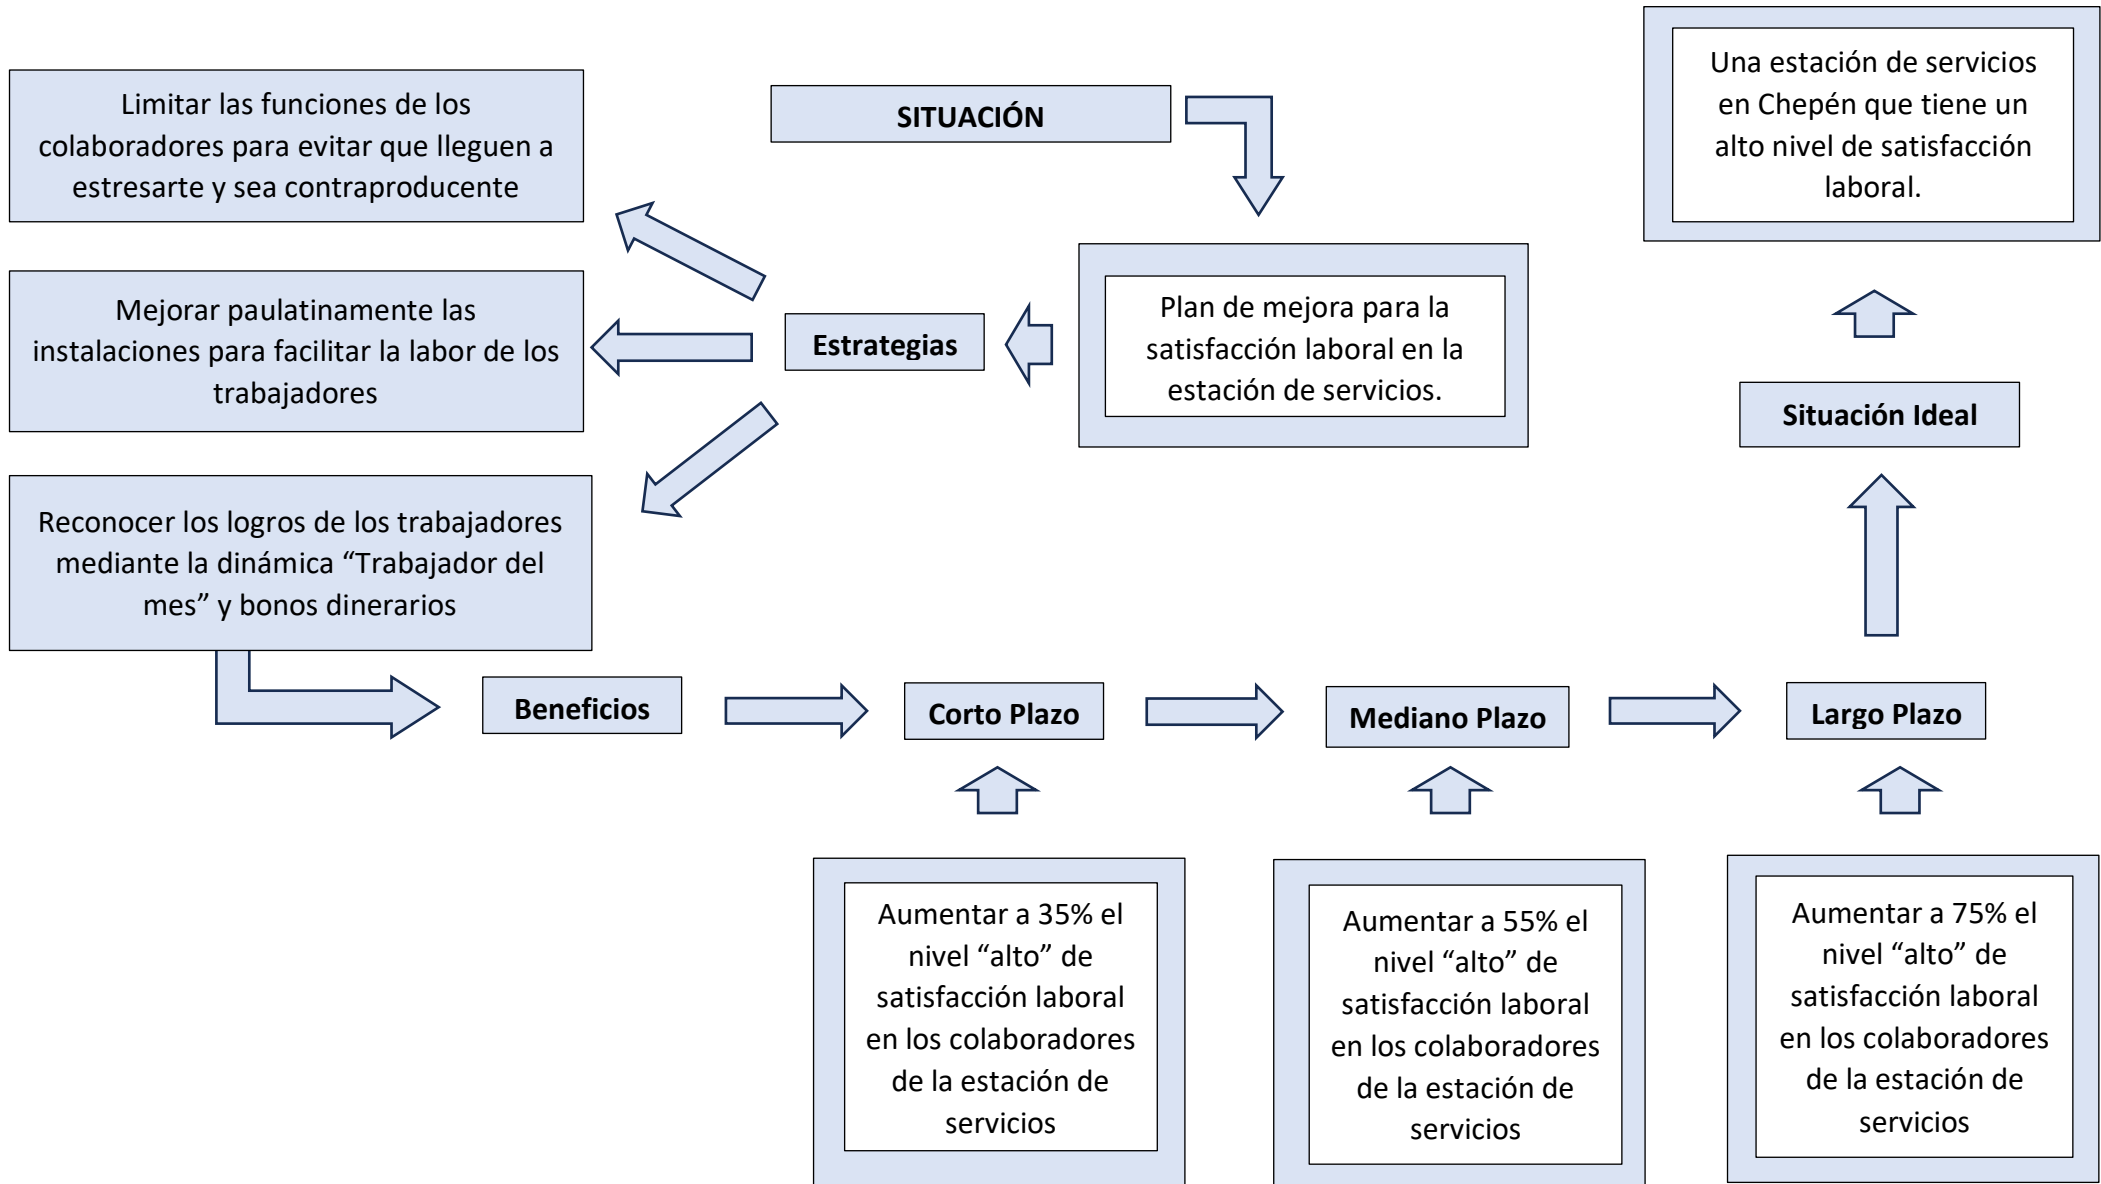 SITUACIÓN
Plan de mejora para la
satisfacción laboral en la
estación de servicios.
Estrategias
Limitar las funciones de los
colaboradores para evitar que lleguen a
estresarte y sea contraproducente
Mejorar paulatinamente las
instalaciones para facilitar la labor de los
trabajadores
Reconocer los logros de los trabajadores
mediante la dinámica “Trabajador del
mes” y bonos dinerarios
Beneficios
Corto Plazo
Aumentar a 35% el
nivel “alto” de
satisfacción laboral
en los colaboradores
de la estación de
servicios
Mediano Plazo
Aumentar a 55% el
nivel “alto” de
satisfacción laboral
en los colaboradores
de la estación de
servicios
Largo Plazo
Aumentar a 75% el
nivel “alto” de
satisfacción laboral
en los colaboradores
de la estación de
servicios
Situación Ideal
Una estación de servicios
en Chepén que tiene un
alto nivel de satisfacción
laboral.